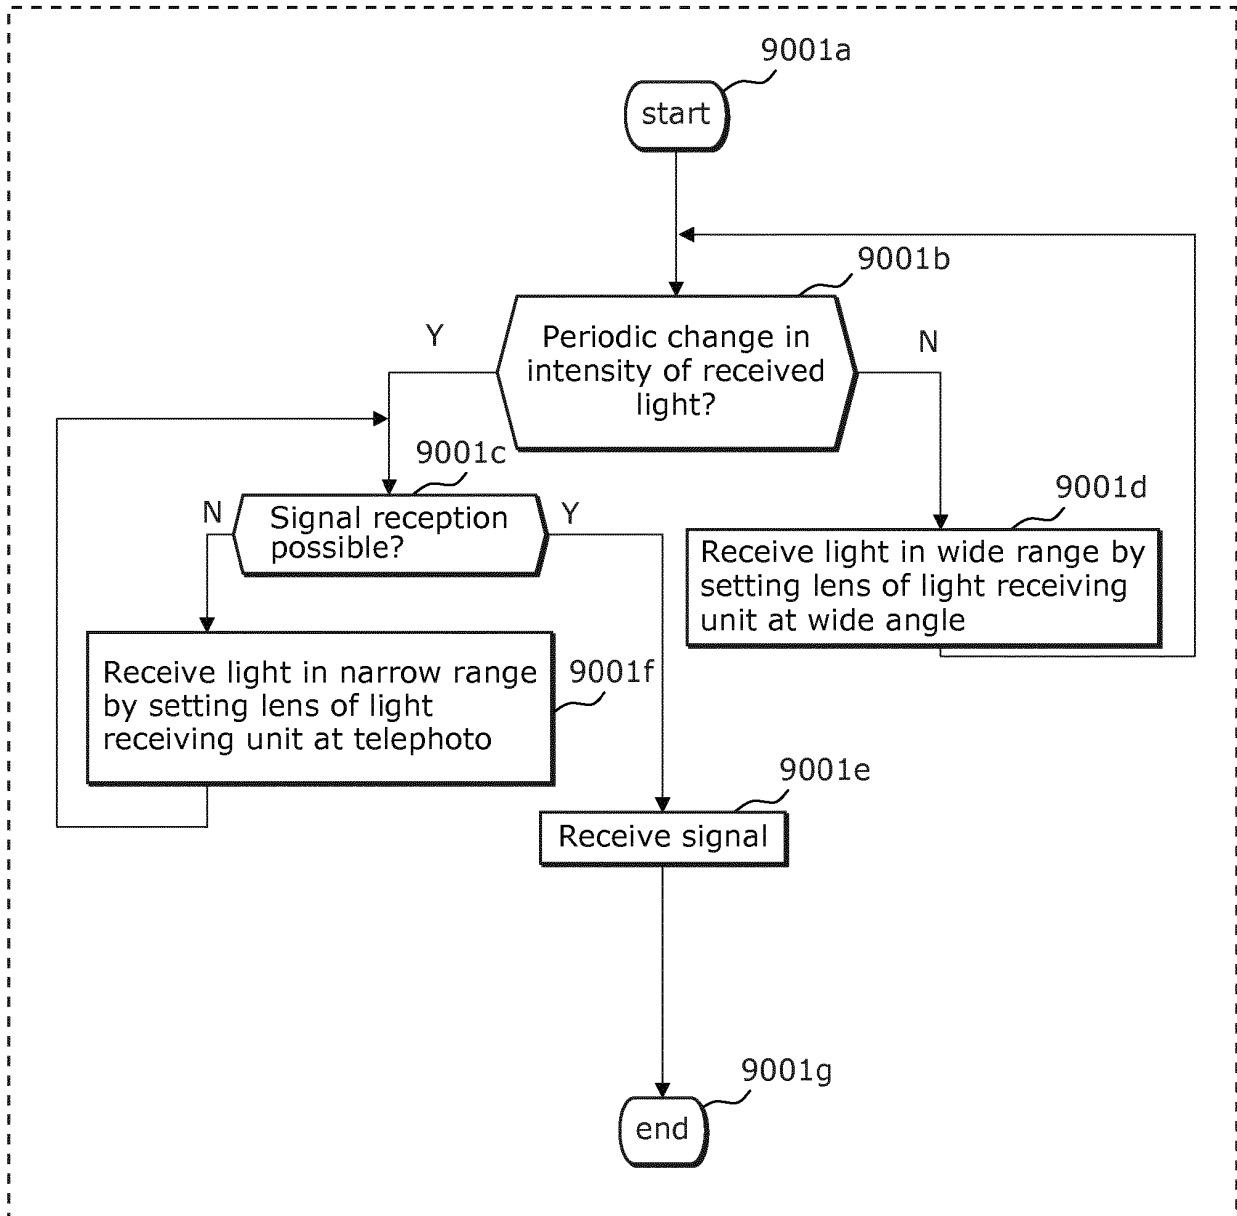 9001a
start
9001b
Y
Periodic change in
intensity of received
light?
N
9001c
N
Signal reception
possible?
Y
9001d
Receive light in wide range by
setting lens of light receiving
unit at wide angle
Receive light in narrow range
by setting lens of light
receiving unit at telephoto
9001f
9001e
Receive signal
9001g
end